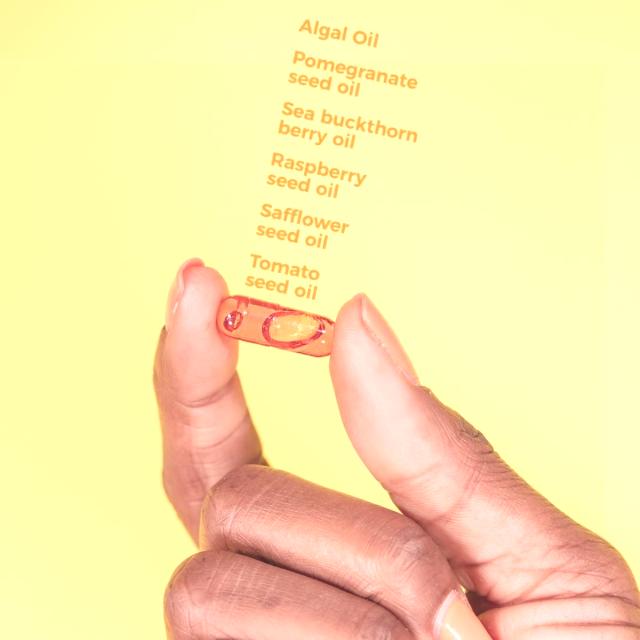 Algal Oil
Pomegranate
seed oil
Sea buckthorn
berry oil
Raspberry
seed oil
Safflower
seed oil
Tomato
seed oil